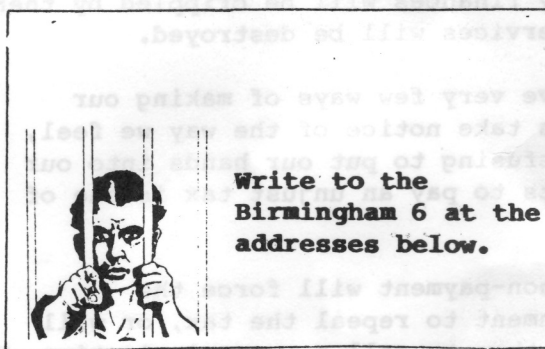 Write to the
Birmingham 6 at the
addresses below.